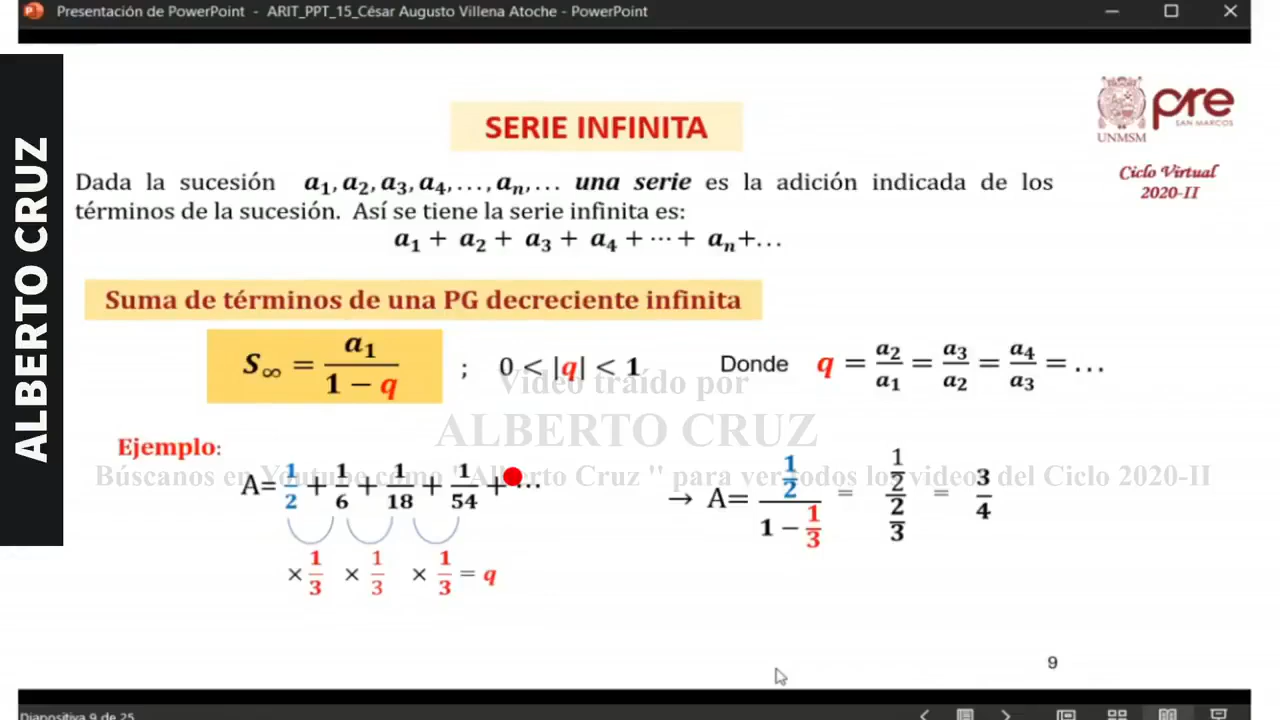 Presentación de PowerPoint - ARIT_PPT_15_César Augusto Villena Atoche - PowerPoint
ALBERTO CRUZ
SERIE INFINITA
UNMSM
pre
SAN MARCOS
Ciclo Virtual
2020-II
Dada la sucesión a₁, a₂, a₃, a₄, …, aₙ, … una serie es la adición indicada de los
términos de la sucesión. Así se tiene la serie infinita es:
a₁ + a₂ + a₃ + a₄ + ⋯ + aₙ+…
Suma de términos de una PG decreciente infinita
S∞ = a₁/(1 − q) ; 0 < |q| < 1 Donde q = a₂/a₁ = a₃/a₂ = a₄/a₃ = …
Video traído por
ALBERTO CRUZ
Búscanos en Youtube como " Alberto Cruz " para ver todos los videos del Ciclo 2020-II
Ejemplo:
A= 1/2 + 1/6 + 1/18 + 1/54 + ⋯ → A= (1/2)/(1 − 1/3) = (1/2)/(2/3) = 3/4
× 1/3 × 1/3 × 1/3 = q
9
Diapositiva 9 de 25